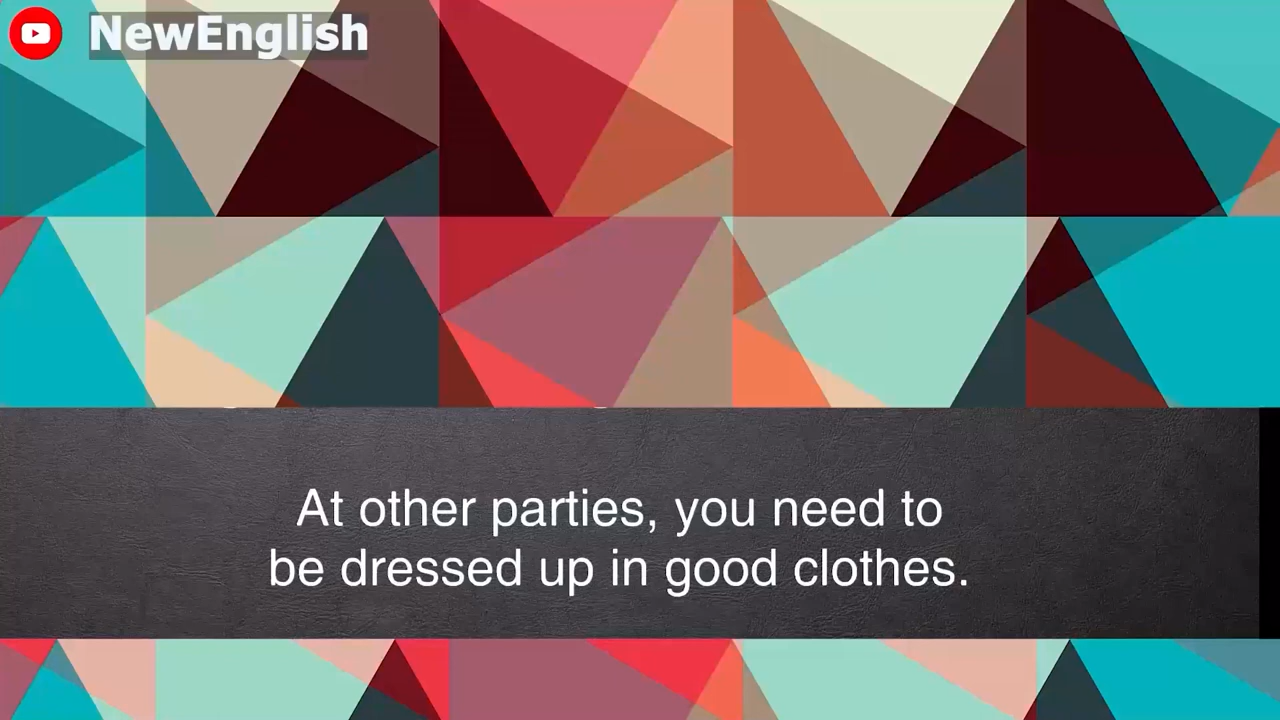 NewEnglish
At other parties, you need to
be dressed up in good clothes.